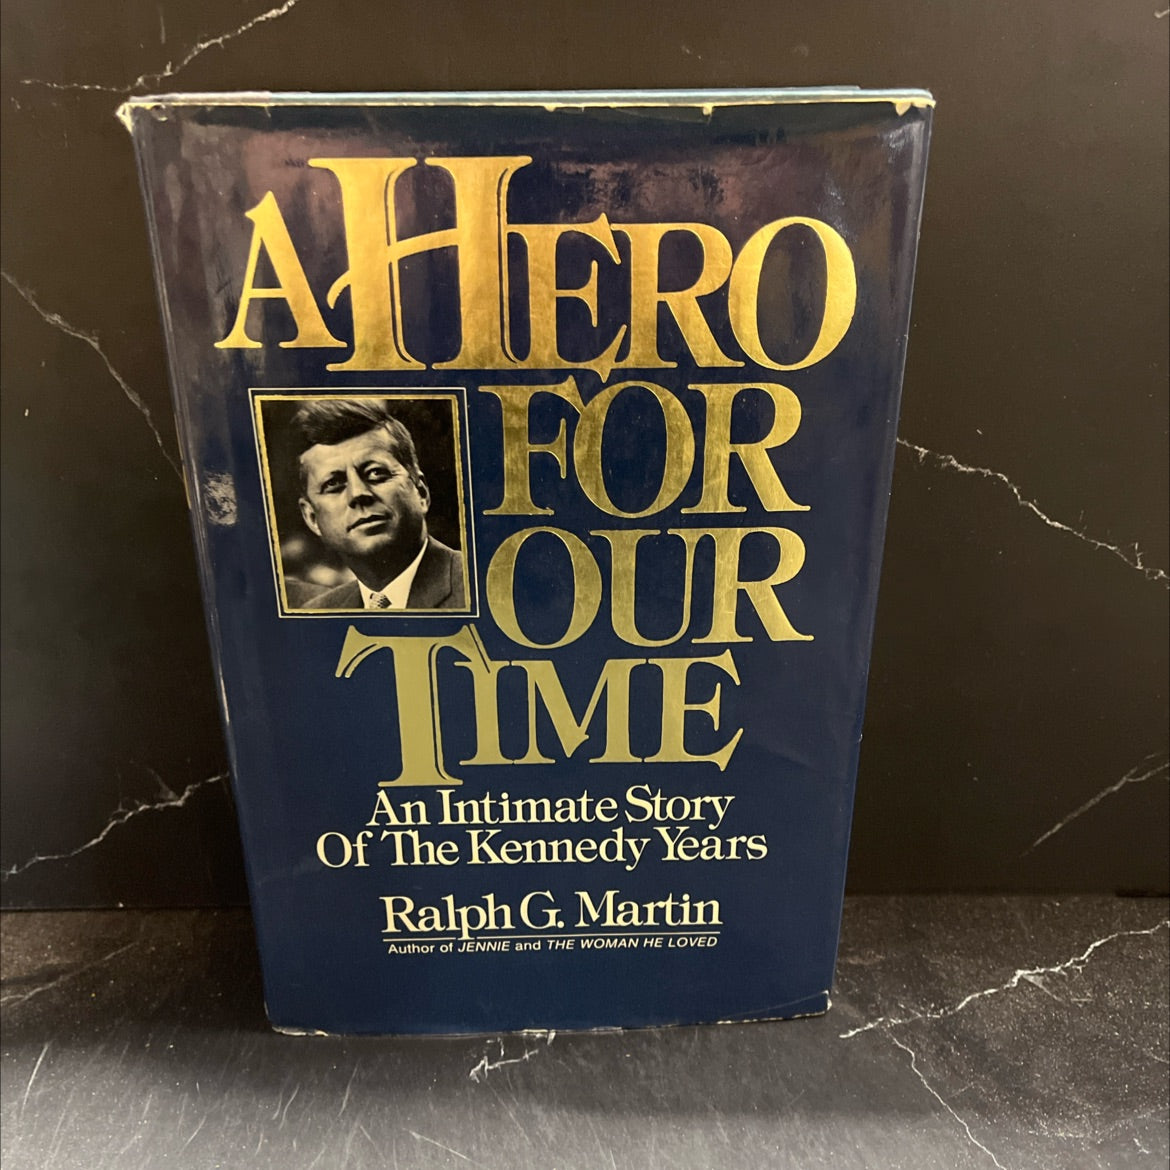 A HERO
FOR
OUR
TIME
An Intimate Story
Of The Kennedy Years
Ralph G. Martin
Author of JENNIE and THE WOMAN HE LOVED